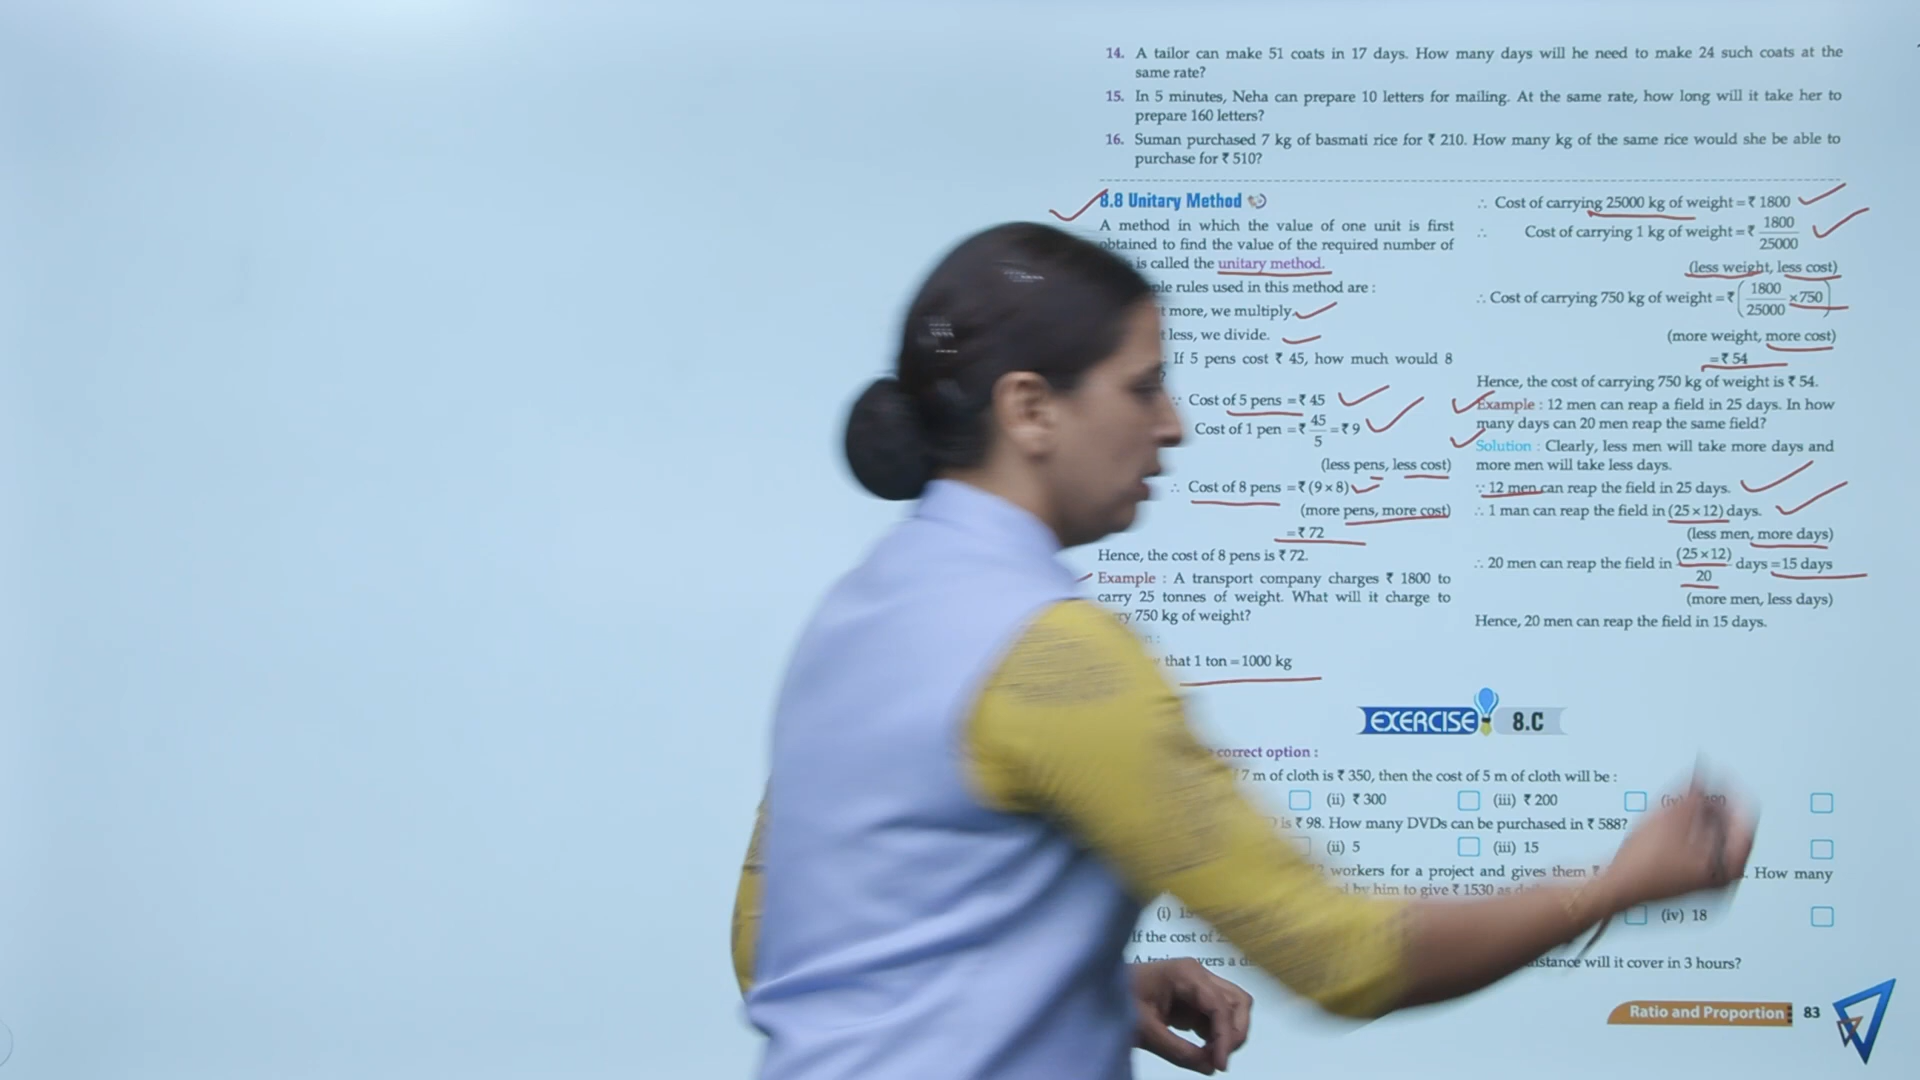 14. A tailor can make 51 coats in 17 days. How many days will he need to make 24 such coats at the
same rate?
15. In 5 minutes, Neha can prepare 10 letters for mailing. At the same rate, how long will it take her to
prepare 160 letters?
16. Suman purchased 7 kg of basmati rice for ₹ 210. How many kg of the same rice would she be able to
purchase for ₹ 510?
8.8 Unitary Method
A method in which the value of one unit is first
obtained to find the value of the required number of
is called the unitary method.
rules used in this method are :
more, we multiply.
less, we divide.
If 5 pens cost ₹ 45, how much would 8
?
∵ Cost of 5 pens = ₹ 45
Cost of 1 pen = ₹ 45/5 = ₹ 9
(less pens, less cost)
∴ Cost of 8 pens = ₹ (9 × 8)
(more pens, more cost)
= ₹ 72
Hence, the cost of 8 pens is ₹ 72.
Example : A transport company charges ₹ 1800 to
carry 25 tonnes of weight. What will it charge to
750 kg of weight?
that 1 ton = 1000 kg
∴ Cost of carrying 25000 kg of weight = ₹ 1800
∴ Cost of carrying 1 kg of weight = ₹ 1800/25000
(less weight, less cost)
∴ Cost of carrying 750 kg of weight = ₹ (1800/25000 × 750)
(more weight, more cost)
= ₹ 54
Hence, the cost of carrying 750 kg of weight is ₹ 54.
Example : 12 men can reap a field in 25 days. In how
many days can 20 men reap the same field?
Solution : Clearly, less men will take more days and
more men will take less days.
∵ 12 men can reap the field in 25 days.
∴ 1 man can reap the field in (25 × 12) days.
(less men, more days)
∴ 20 men can reap the field in (25 × 12)/20 days = 15 days
(more men, less days)
Hence, 20 men can reap the field in 15 days.
EXERCISE 8.C
correct option :
7 m of cloth is ₹ 350, then the cost of 5 m of cloth will be :
(ii) ₹ 300 (iii) ₹ 200 (iv)
is ₹ 98. How many DVDs can be purchased in ₹ 588?
(ii) 5 (iii) 15
workers for a project and gives them ₹ How many
by him to give ₹ 1530 as
(i) (iv) 18
If the cost of
A will it cover in 3 hours?
Ratio and Proportion 83